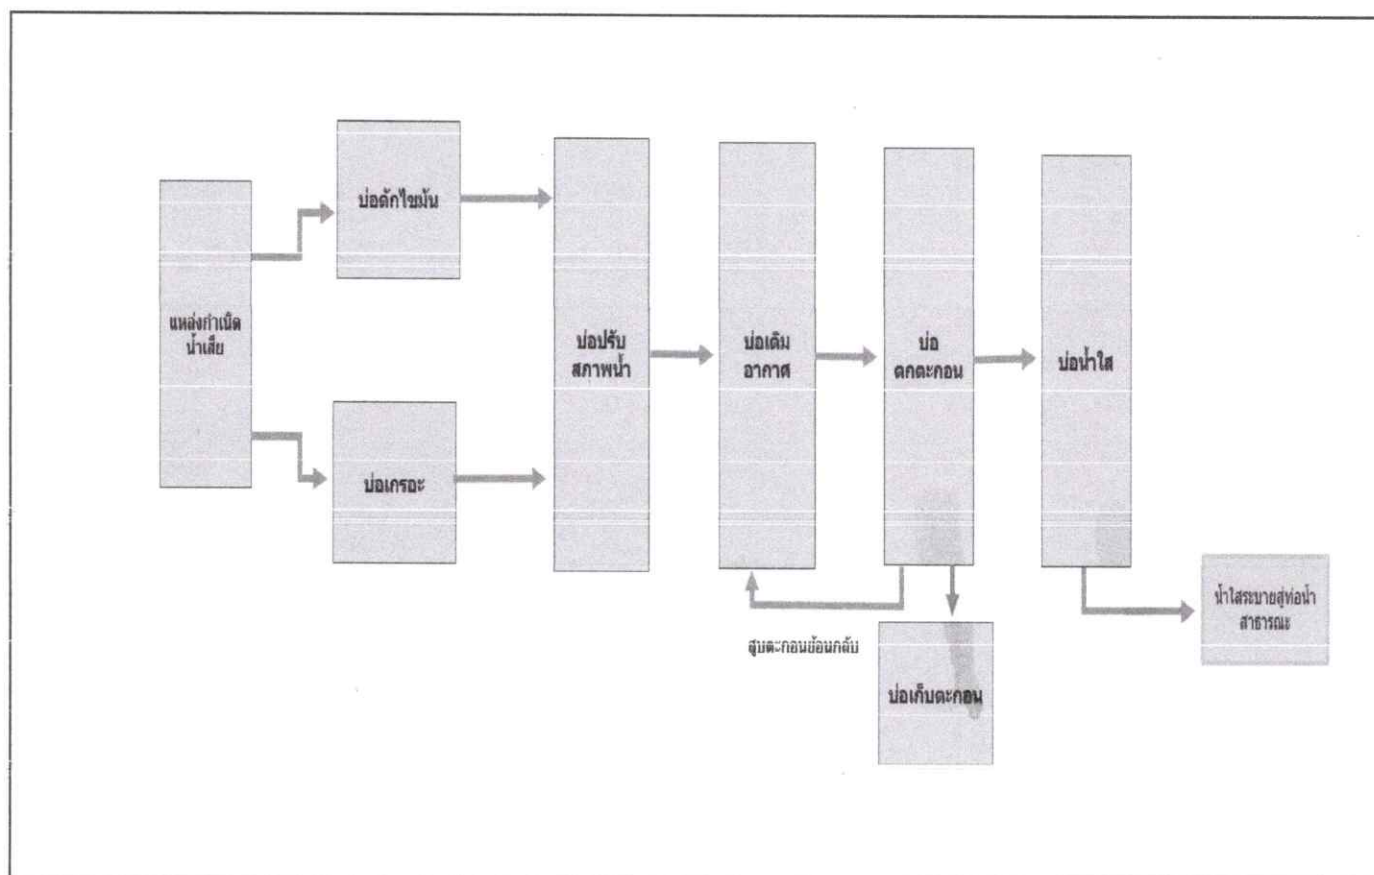 บ่อดักไขมัน
แหล่งกำเนิด
น้ำเสีย
บ่อปรับ
สภาพน้ำ
บ่อเติม
อากาศ
บ่อ
ตกตะกอน
บ่อน้ำใส
บ่อเกรอะ
น้ำใสระบายสู่ท่อน้ำ
สาธารณะ
สูบตะกอนย้อนกลับ
บ่อเก็บตะกอน